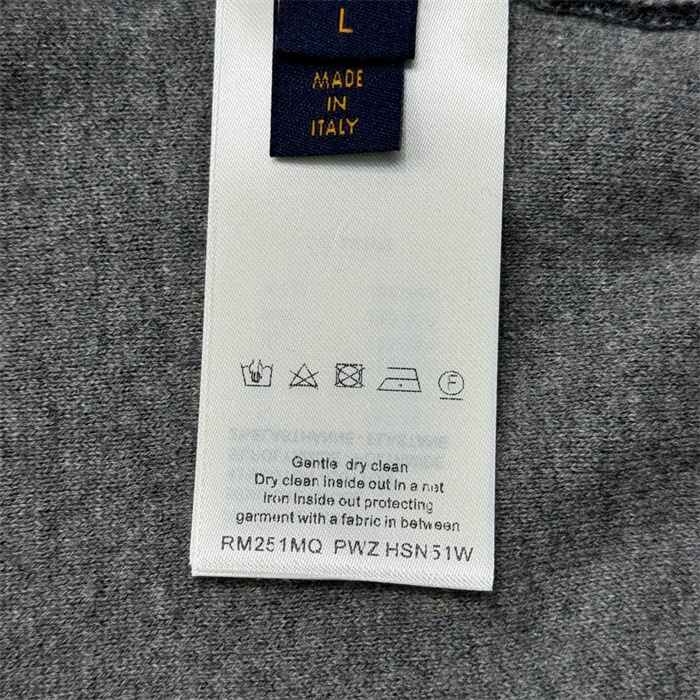 L
MADE
IN
ITALY
F
Gentle dry clean
Dry clean inside out in a net
Iron inside out protecting
garment with a fabric in between
RM251MQ PWZ HSN51W